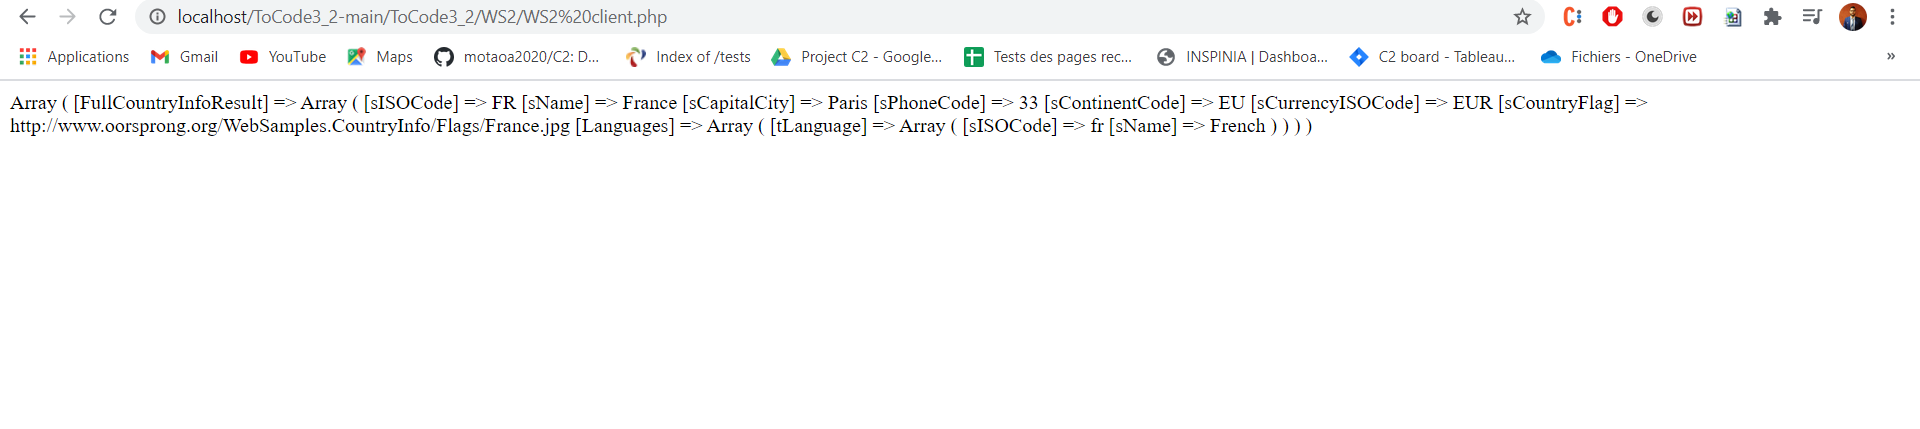 localhost/ToCode3_2-main/ToCode3_2/WS2/WS2%20client.php
Applications Gmail YouTube Maps motaoa2020/C2: D... Index of /tests Project C2 - Google... Tests des pages rec... INSPINIA | Dashboa... C2 board - Tableau... Fichiers - OneDrive »
Array ( [FullCountryInfoResult] => Array ( [sISOCode] => FR [sName] => France [sCapitalCity] => Paris [sPhoneCode] => 33 [sContinentCode] => EU [sCurrencyISOCode] => EUR [sCountryFlag] =>
http://www.oorsprong.org/WebSamples.CountryInfo/Flags/France.jpg [Languages] => Array ( [tLanguage] => Array ( [sISOCode] => fr [sName] => French ) ) ) )